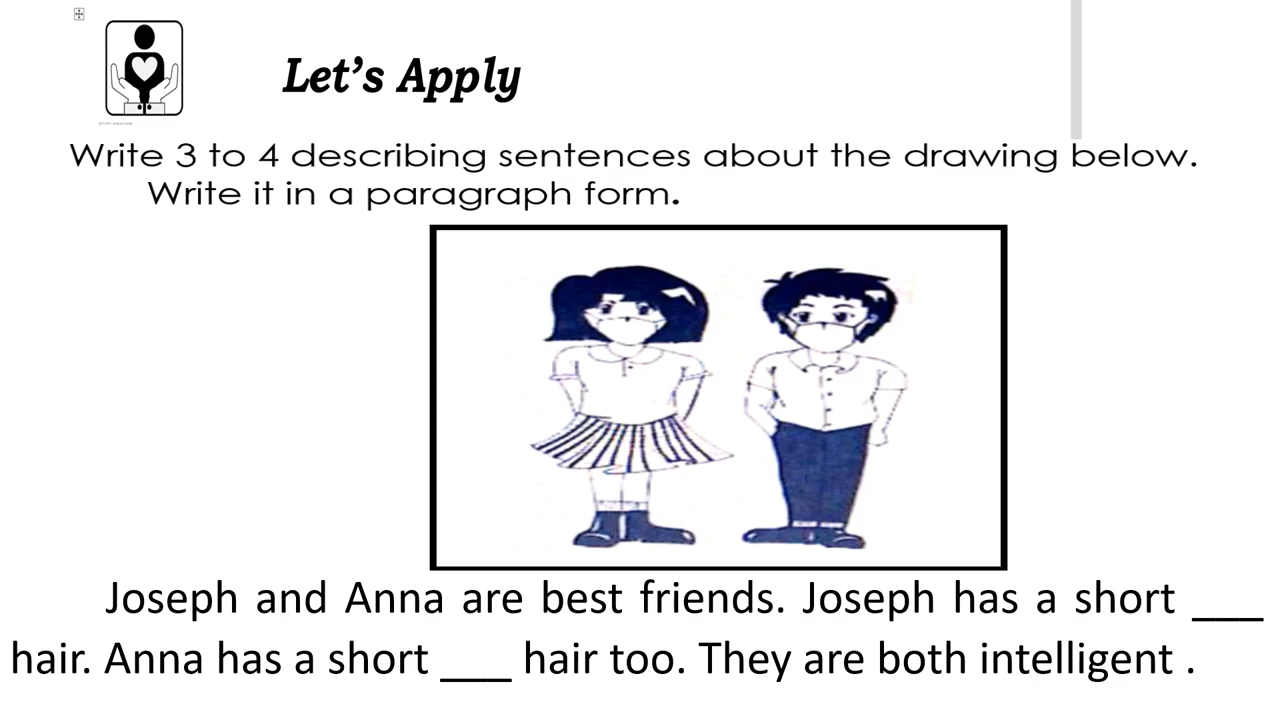 Let's Apply
Write 3 to 4 describing sentences about the drawing below.
Write it in a paragraph form.
Joseph and Anna are best friends. Joseph has a short ___
hair. Anna has a short ___ hair too. They are both intelligent .